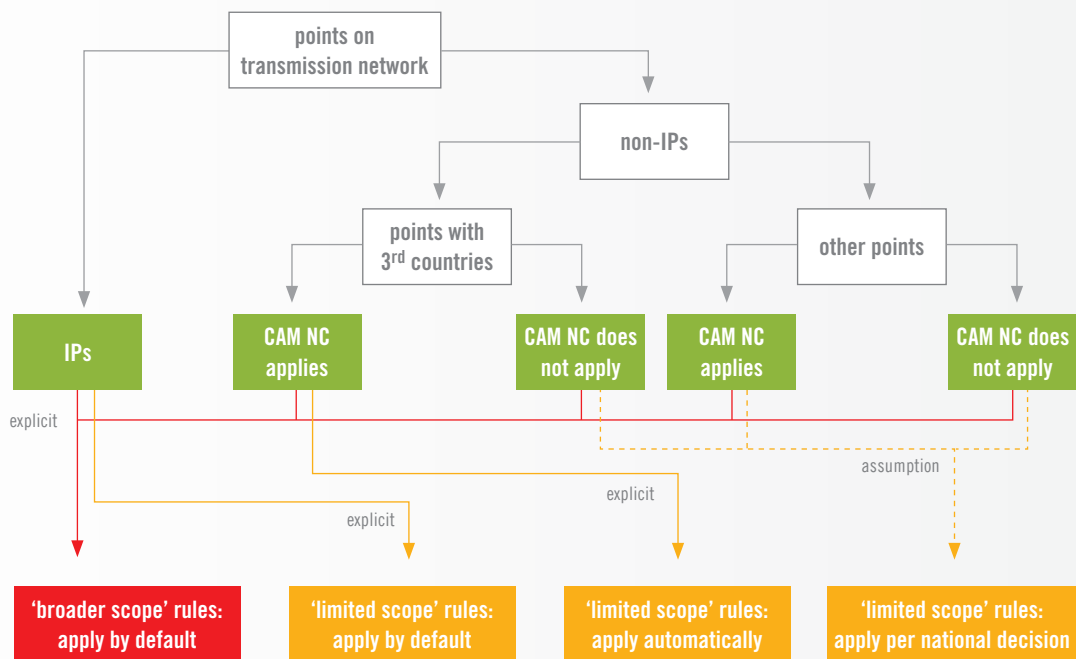 points on
transmission network
non-IPs
points with
3rd countries
other points
IPs
CAM NC
applies
CAM NC does
not apply
CAM NC
applies
CAM NC does
not apply
explicit
assumption
explicit
explicit
‘broader scope’ rules:
apply by default
‘limited scope’ rules:
apply by default
‘limited scope’ rules:
apply automatically
‘limited scope’ rules:
apply per national decision